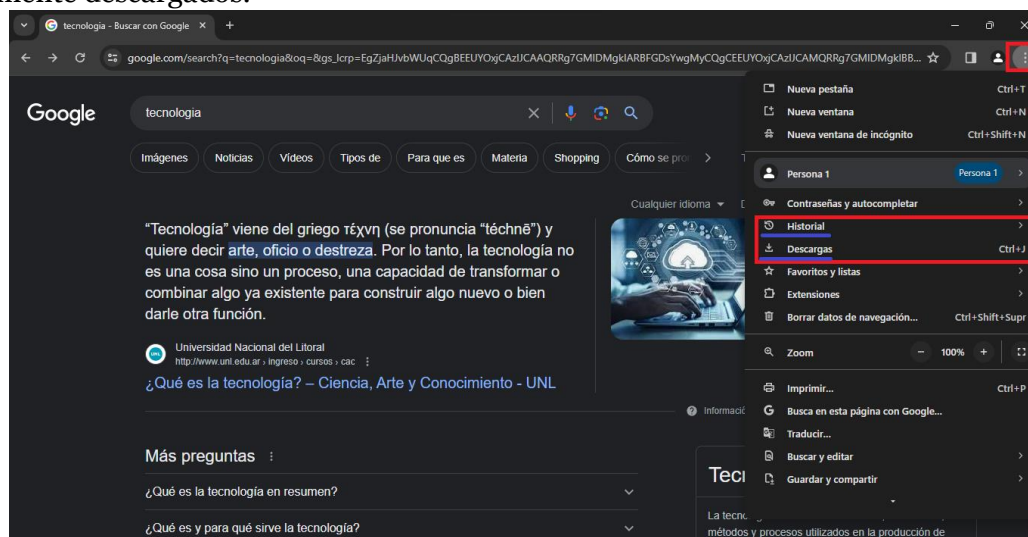 mente descargados.
tecnologia - Buscar con Google
google.com/search?q=tecnologia&oq=&gs_lcrp=EgZjaHJvbWUqCQgBEEUYOxjCAzIJCAAQRRg7GMIDMgkIARBFGDsYwgMyCQgCEEUYOxjCAzIJCAMQRRg7GMIDMgkIBB...
Google
tecnologia
Imágenes
Noticias
Vídeos
Tipos de
Para que es
Materia
Shopping
Cómo se pro
Cualquier idioma
“Tecnología” viene del griego τέχνη (se pronuncia “téchnē”) y
quiere decir arte, oficio o destreza. Por lo tanto, la tecnología no
es una cosa sino un proceso, una capacidad de transformar o
combinar algo ya existente para construir algo nuevo o bien
darle otra función.
UNL
Universidad Nacional del Litoral
http://www.unl.edu.ar › ingreso › cursos › cac
¿Qué es la tecnología? – Ciencia, Arte y Conocimiento - UNL
Informació
Más preguntas
¿Qué es la tecnología en resumen?
¿Qué es y para qué sirve la tecnología?
Tecn
La tecno
métodos y procesos utilizados en la producción de
Nueva pestaña Ctrl+T
Nueva ventana Ctrl+N
Nueva ventana de incógnito Ctrl+Shift+N
Persona 1 Persona 1
Contraseñas y autocompletar
Historial
Descargas Ctrl+J
Favoritos y listas
Extensiones
Borrar datos de navegación... Ctrl+Shift+Supr
Zoom - 100% +
Imprimir... Ctrl+P
Busca en esta página con Google...
Traducir...
Buscar y editar
Guardar y compartir